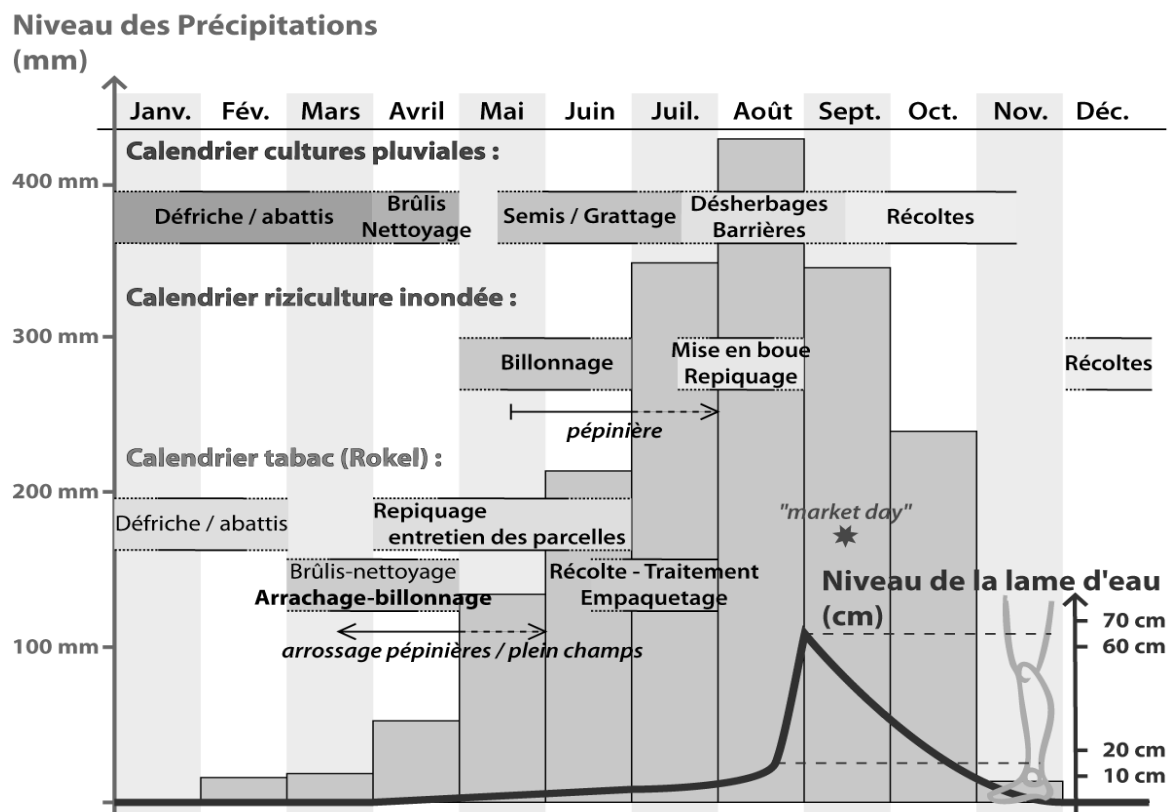 Niveau des Précipitations
(mm)
Janv. Fév. Mars Avril Mai Juin Juil. Août Sept. Oct. Nov. Déc.
Calendrier cultures pluviales :
400 mm
Défriche / abattis
Brûlis
Nettoyage
Semis / Grattage
Désherbages
Barrières
Récoltes
Calendrier riziculture inondée :
300 mm
Billonnage
Mise en boue
Repiquage
Récoltes
pépinière
Calendrier tabac (Rokel) :
200 mm
Défriche / abattis
Repiquage
entretien des parcelles
"market day"
Brûlis-nettoyage
Arrachage-billonnage
Récolte - Traitement
Empaquetage
Niveau de la lame d'eau
(cm)
arrossage pépinières / plein champs
100 mm
70 cm
60 cm
20 cm
10 cm